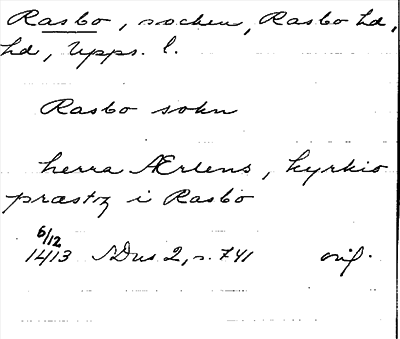 Rasbo, socken, Rasbo hd,
hd, Upps. l.
Rasbo sokn
herra Ærlens, kyrkio
præstz i Rasbo
6/12
1413 SDns 2, s. 741 orig.